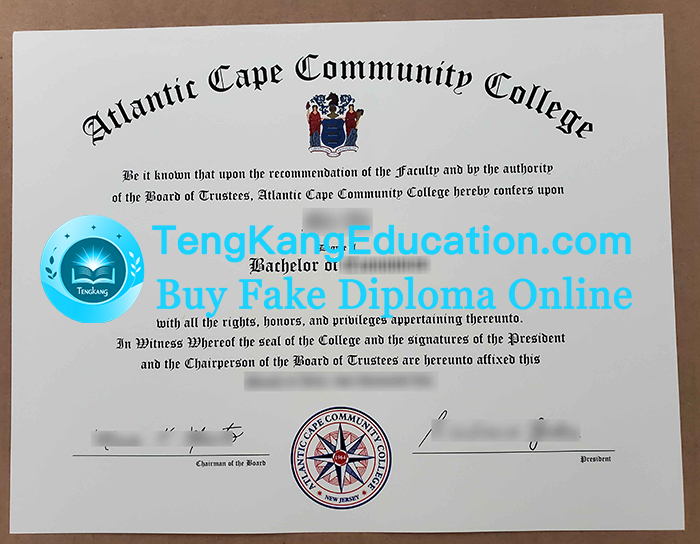 Atlantic Cape Community College
Be it known that upon the recommendation of the Faculty and by the authority
of the Board of Trustees, Atlantic Cape Community College hereby confers upon
TengKangEducation.com
Bachelor of
TENGKANG
Buy Fake Diploma Online
with all the rights, honors, and privileges appertaining thereunto.
In Witness Whereof the seal of the College and the signatures of the President
and the Chairperson of the Board of Trustees are hereunto affixed this
ATLANTIC CAPE COMMUNITY COLLEGE
1964
NEW JERSEY
Chairman of the Board
President